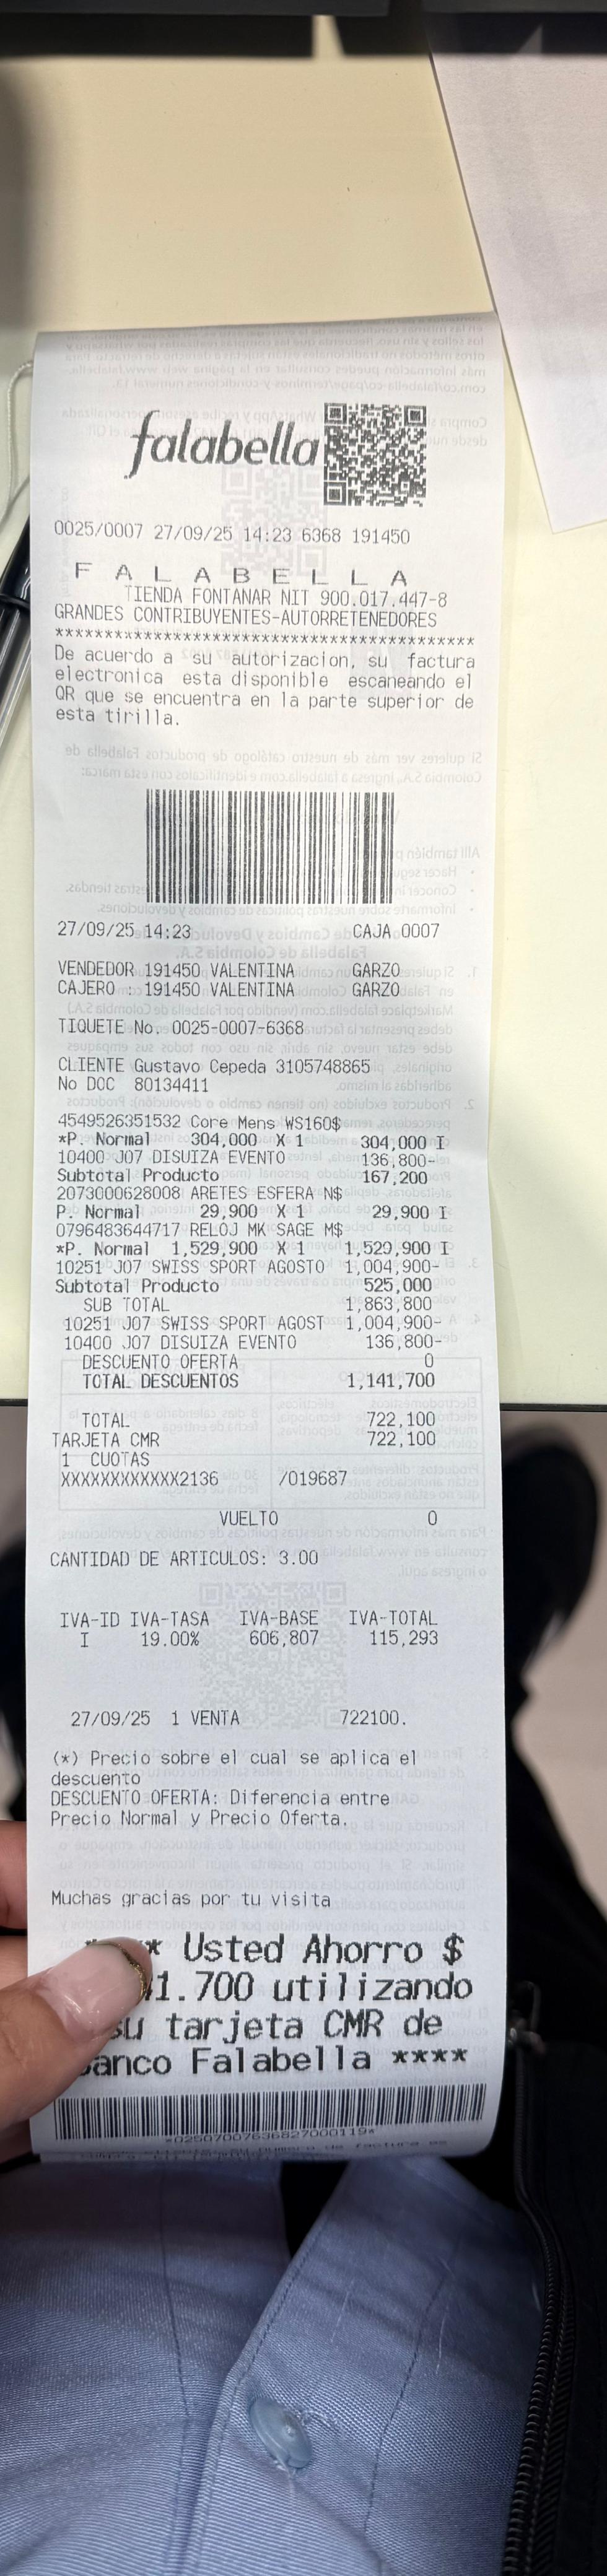 falabella
0025/0007 27/09/25 14:23 6368 191450
F A L A B E L L A
TIENDA FONTANAR NIT 900.017.447-8
GRANDES CONTRIBUYENTES-AUTORRETENEDORES
******************************************
De acuerdo a su autorizacion, su factura
electronica esta disponible escaneando el
QR que se encuentra en la parte superior de
esta tirilla.
27/09/25 14:23 CAJA 0007
VENDEDOR 191450 VALENTINA GARZO
CAJERO : 191450 VALENTINA GARZO
TIQUETE No. 0025-0007-6368
CLIENTE Gustavo Cepeda 3105748865
No DOC 80134411
4549526351532 Core Mens WS160$
*P. Normal 304,000 X 1 304,000 I
10400 J07 DISUIZA EVENTO 136,800-
Subtotal Producto 167,200
2073000628008 ARETES ESFERA N$
P. Normal 29,900 X 1 29,900 I
0796483644717 RELOJ MK SAGE M$
*P. Normal 1,529,900 X 1 1,529,900 I
10251 J07 SWISS SPORT AGOSTO 1,004,900-
Subtotal Producto 525,000
SUB TOTAL 1,863,800
10251 J07 SWISS SPORT AGOST 1,004,900-
10400 J07 DISUIZA EVENTO 136,800-
DESCUENTO OFERTA 0
TOTAL DESCUENTOS 1,141,700
TOTAL 722,100
TARJETA CMR 722,100
1 CUOTAS
XXXXXXXXXXXX2136 /019687
VUELTO 0
CANTIDAD DE ARTICULOS: 3.00
IVA-ID IVA-TASA IVA-BASE IVA-TOTAL
I 19.00% 606,807 115,293
27/09/25 1 VENTA 722100.
(*) Precio sobre el cual se aplica el
descuento
DESCUENTO OFERTA: Diferencia entre
Precio Normal y Precio Oferta.
Muchas gracias por tu visita
* Usted Ahorro $
1.700 utilizando
su tarjeta CMR de
Banco Falabella ****